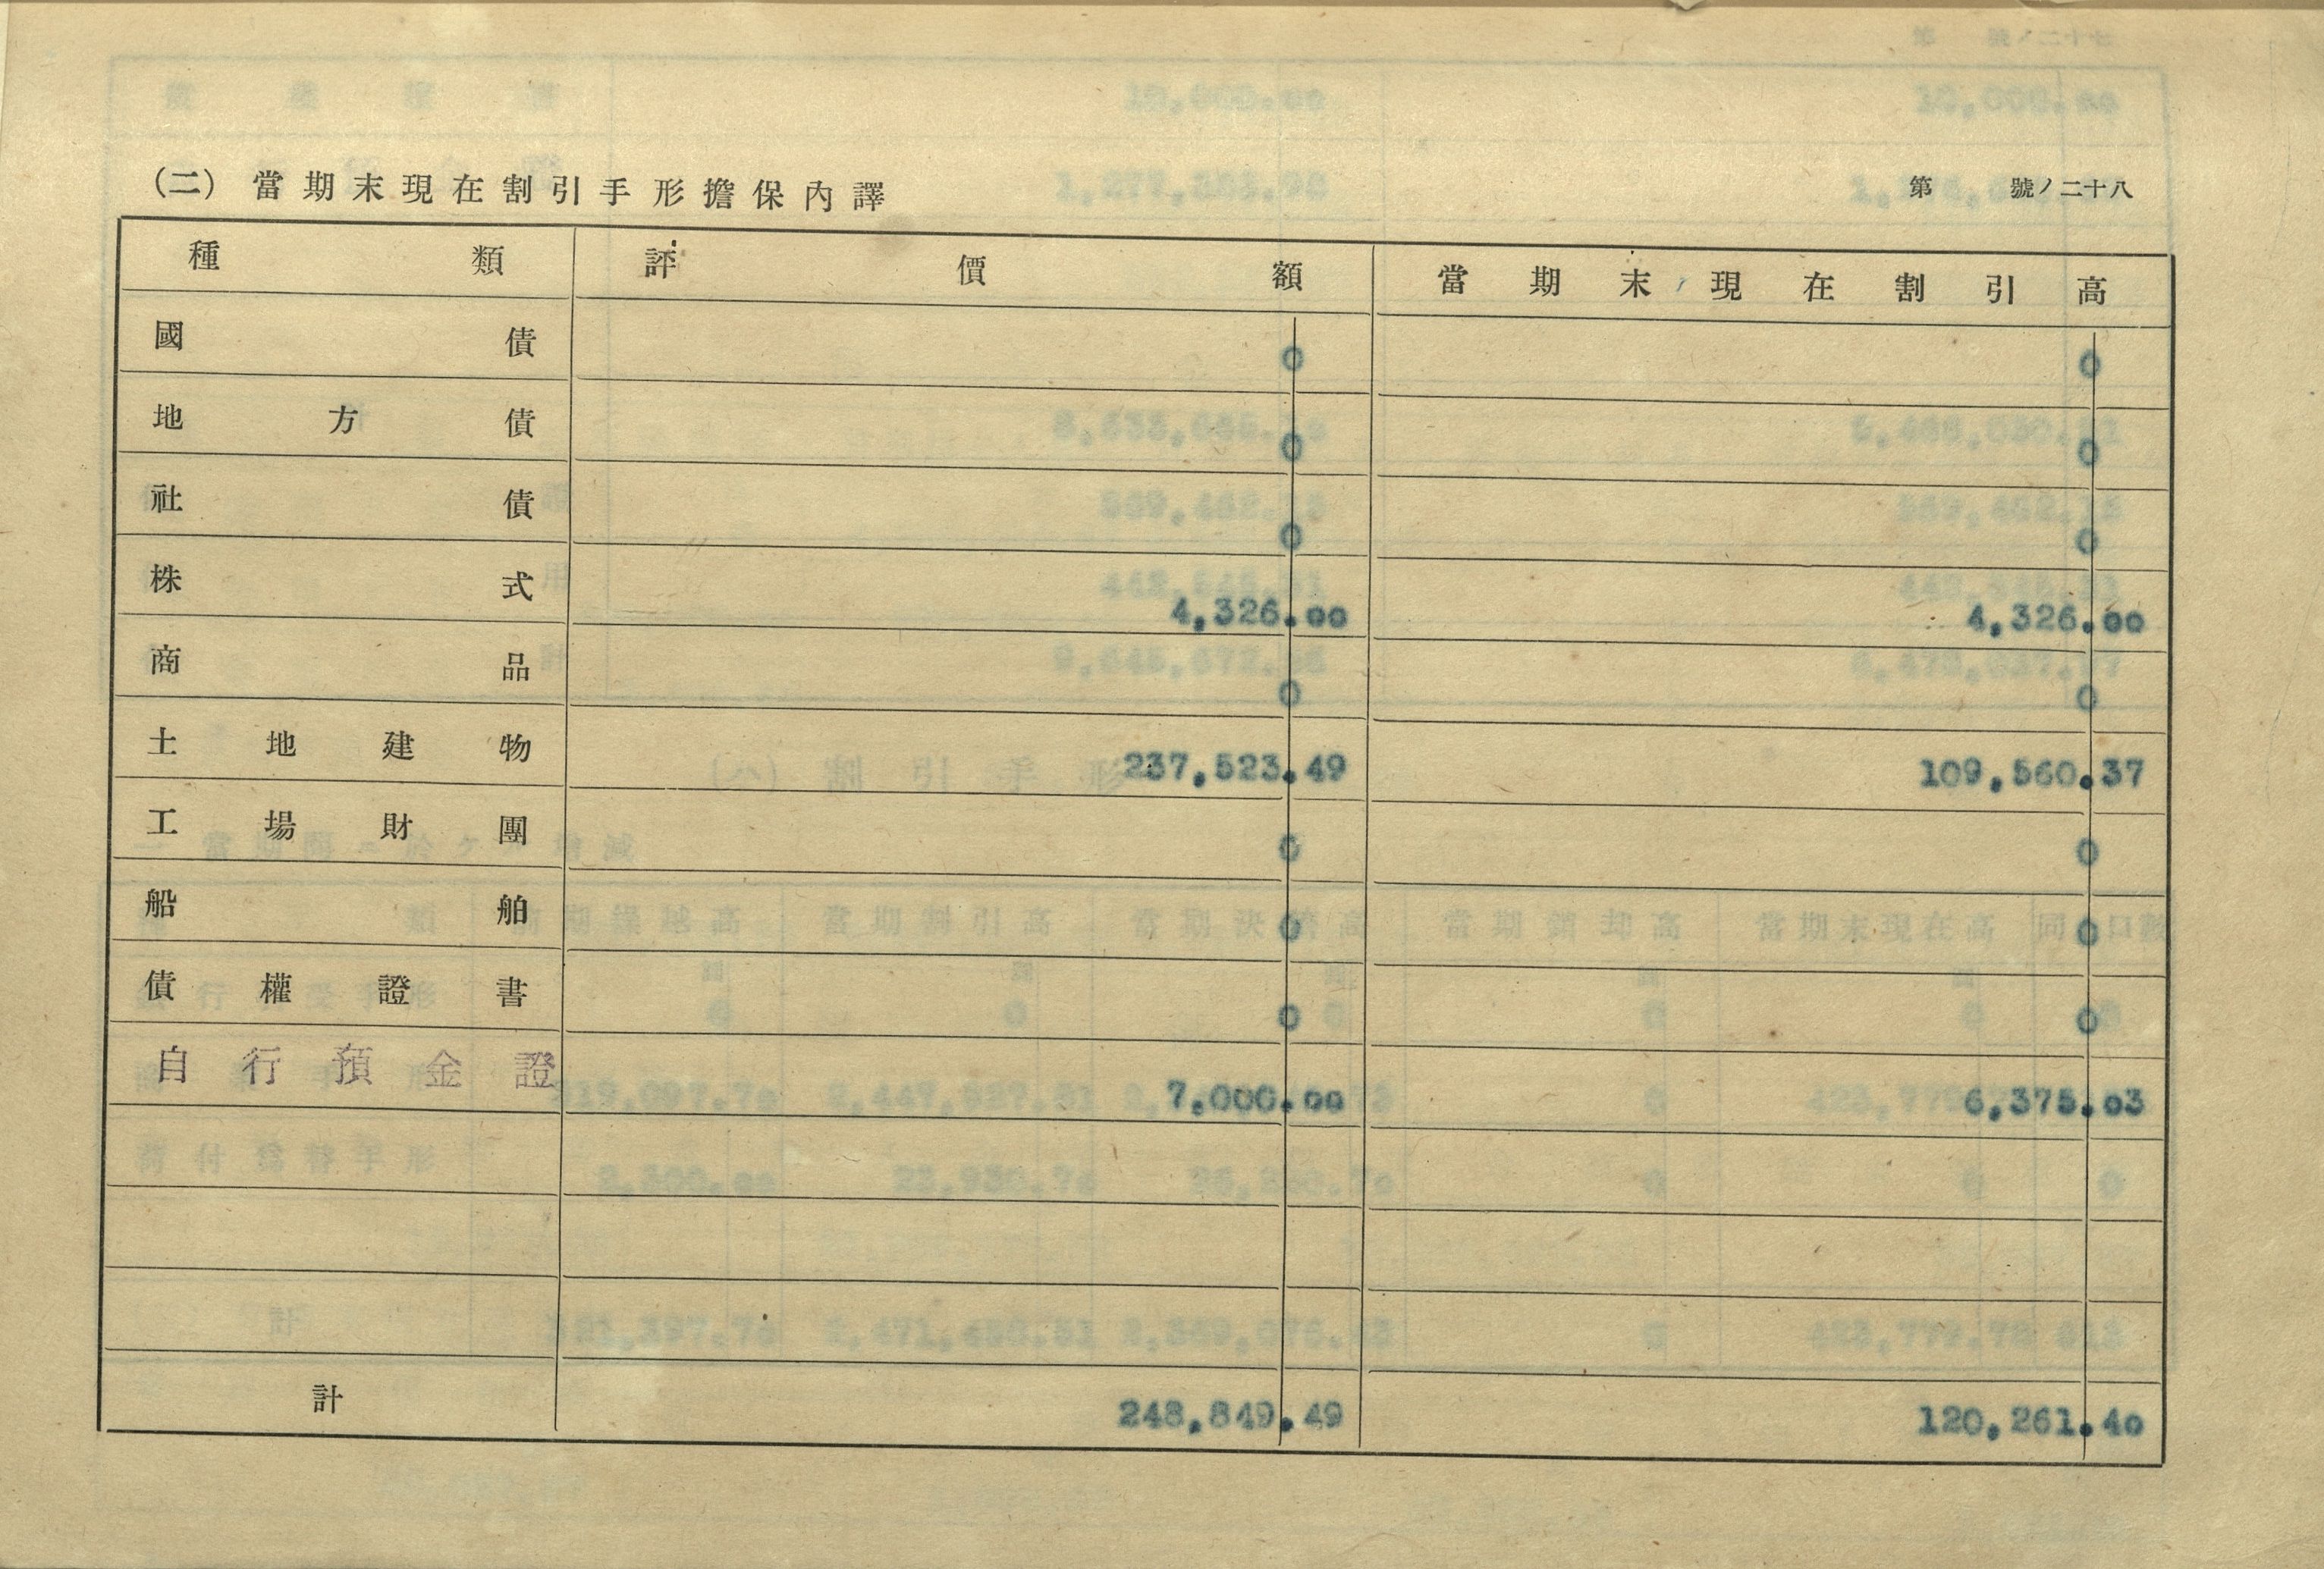 (二) 當期末現在割引手形擔保內譯 第 號ノ二十八
種類 評價額 當期末現在割引高
國債 0 0
地方債 0 0
社債 0 0
株式 4,326.00 4,326.00
商品 0 0
土地建物 237,523.49 109,560.37
工場財團 0 0
船舶 0 0
債權證書 0 0
自行預金證 7,000.00 6,375.03
計 248,849.49 120,261.40